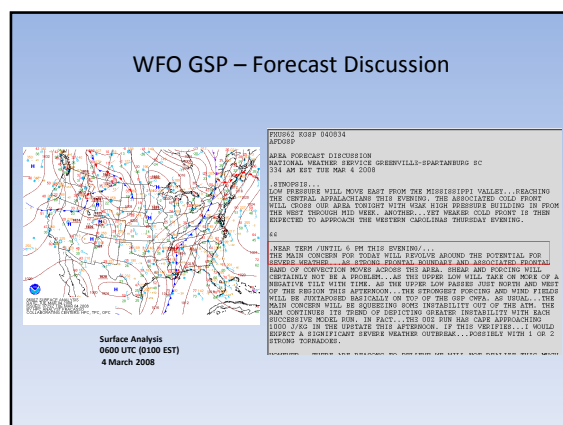 WFO GSP – Forecast Discussion
FXUS62 KGSP 040834
AFDGSP
AREA FORECAST DISCUSSION
NATIONAL WEATHER SERVICE GREENVILLE-SPARTANBURG SC
334 AM EST TUE MAR 4 2008
.SYNOPSIS...
LOW PRESSURE WILL MOVE EAST FROM THE MISSISSIPPI VALLEY...REACHING
THE CENTRAL APPALACHIANS THIS EVENING. THE ASSOCIATED COLD FRONT
WILL CROSS OUR AREA TONIGHT WITH WEAK HIGH PRESSURE BUILDING IN FROM
THE WEST THROUGH MID WEEK. ANOTHER...YET WEAKER COLD FRONT IS THEN
EXPECTED TO APPROACH THE WESTERN CAROLINAS THURSDAY EVENING.
&&
.NEAR TERM /UNTIL 6 PM THIS EVENING/...
THE MAIN CONCERN FOR TODAY WILL REVOLVE AROUND THE POTENTIAL FOR
SEVERE WEATHER...AS STRONG FRONTAL BOUNDARY AND ASSOCIATED FRONTAL
BAND OF CONVECTION MOVES ACROSS THS AREA. SHEAR AND FORCING WILL
CERTAINLY NOT BE A PROBLEM...AS THE UPPER LOW WILL TAKE ON MORE OF A
NEGATIVE TILT WITH TIME. AS THE UPPER LOW PASSES JUST NORTH AND WEST
OF THE REGION THIS AFTERNOON...THE STRONGEST FORCING AND WIND FIELDS
WILL BE JUXTAPOSED BASICALLY ON TOP OF THE GSP CWFA. AS USUAL...THE
MAIN CONCERN WILL BE SQUEEZING SOME INSTABILITY OUT OF THE ATM. THE
NAM CONTINUES ITS TREND OF DEPICTING GREATER INSTABILITY WITH EACH
SUCCESSIVE MODEL RUN. IN FACT...THE 00Z RUN HAS CAPE APPROACHING
1000 J/KG IN THE UPSTATE THIS AFTERNOON. IF THIS VERIFIES...I WOULD
EXPECT A SIGNIFICANT SEVERE WEATHER OUTBREAK...POSSIBLY WITH 1 OR 2
STRONG TORNADOES.
Surface Analysis
0600 UTC (0100 EST)
4 March 2008